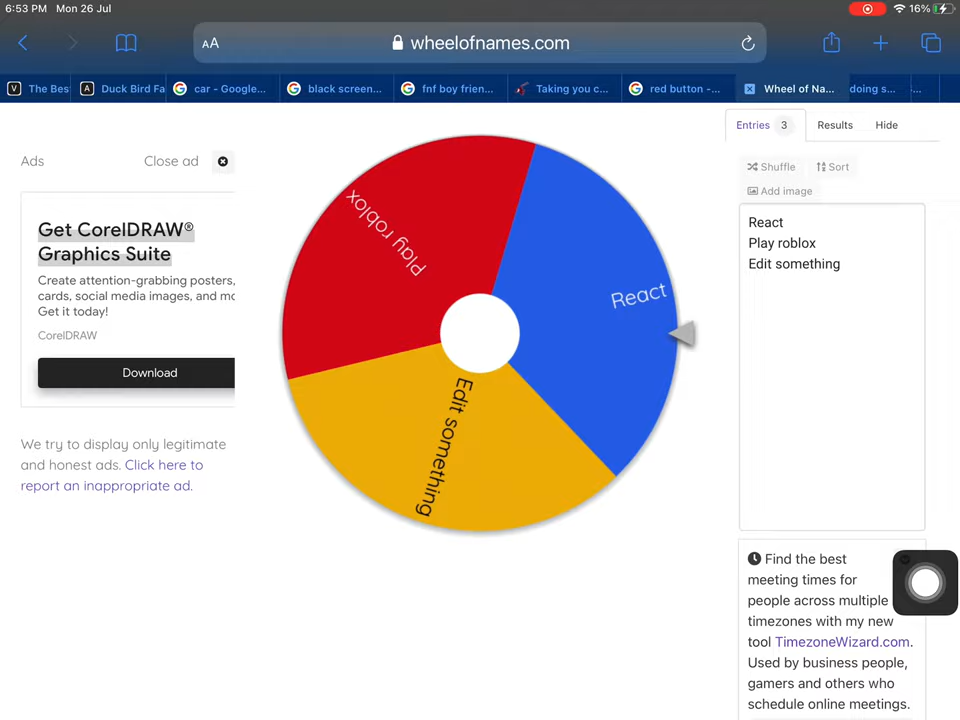 6:53 PM Mon 26 Jul
16%
AA
wheelofnames.com
The Bes
Duck Bird Fa
car - Google...
black screen...
fnf boy frien...
Taking you c...
red button -...
Wheel of Na...
doing s...
...
Ads
Close ad
Get CorelDRAW®
Graphics Suite
Create attention-grabbing posters,
cards, social media images, and mo
Get it today!
CorelDRAW
Download
We try to display only legitimate
and honest ads. Click here to
report an inappropriate ad.
Play roblox
React
Edit something
Entries 3
Results
Hide
Shuffle
Sort
Add image
React
Play roblox
Edit something
Find the best
meeting times for
people across multiple
timezones with my new
tool TimezoneWizard.com.
Used by business people,
gamers and others who
schedule online meetings.